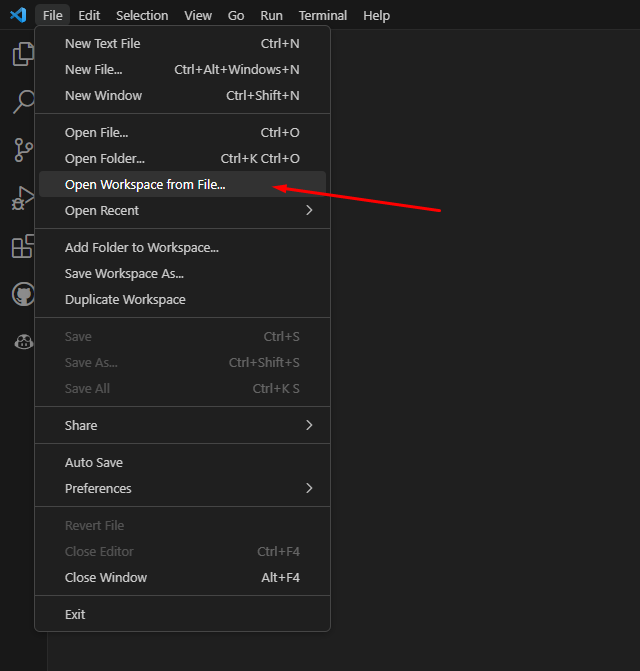 File Edit Selection View Go Run Terminal Help
New Text File Ctrl+N
New File... Ctrl+Alt+Windows+N
New Window Ctrl+Shift+N
Open File... Ctrl+O
Open Folder... Ctrl+K Ctrl+O
Open Workspace from File...
Open Recent
Add Folder to Workspace...
Save Workspace As...
Duplicate Workspace
Save Ctrl+S
Save As... Ctrl+Shift+S
Save All Ctrl+K S
Share
Auto Save
Preferences
Revert File
Close Editor Ctrl+F4
Close Window Alt+F4
Exit